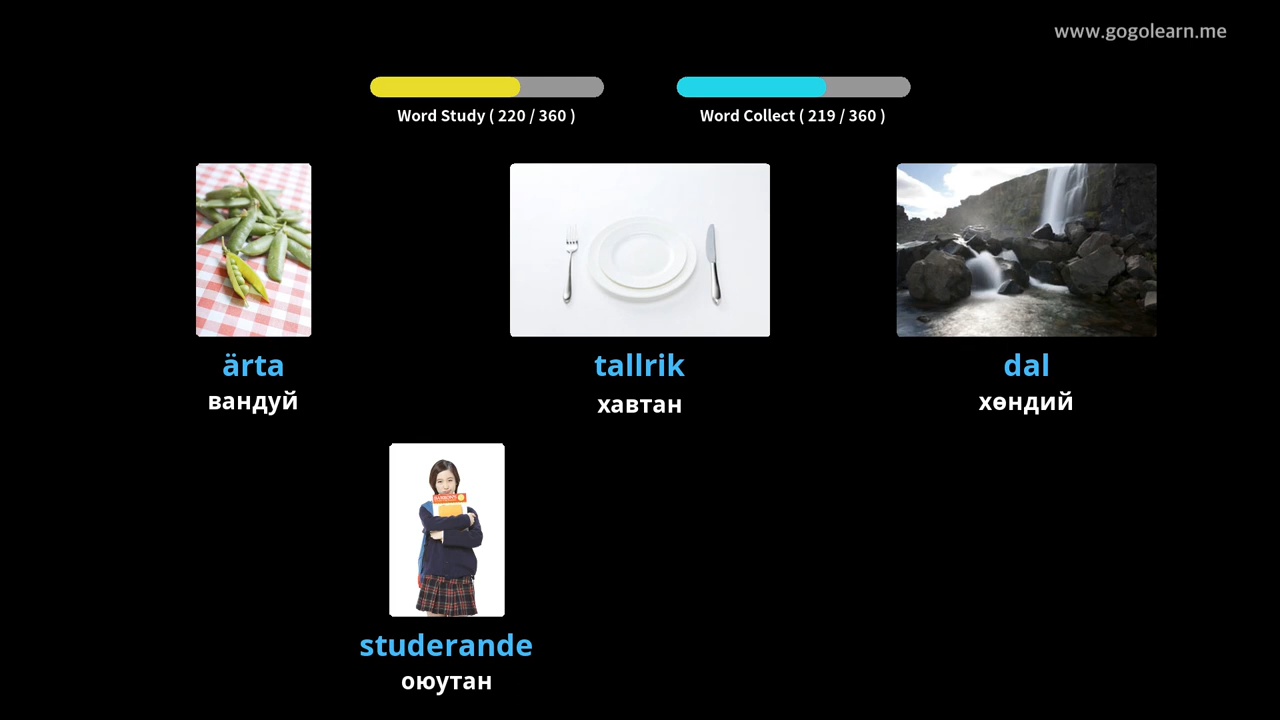 www.gogolearn.me
Word Study ( 220 / 360 )
Word Collect ( 219 / 360 )
ärta
вандуй
tallrik
хавтан
dal
хөндий
studerande
оюутан